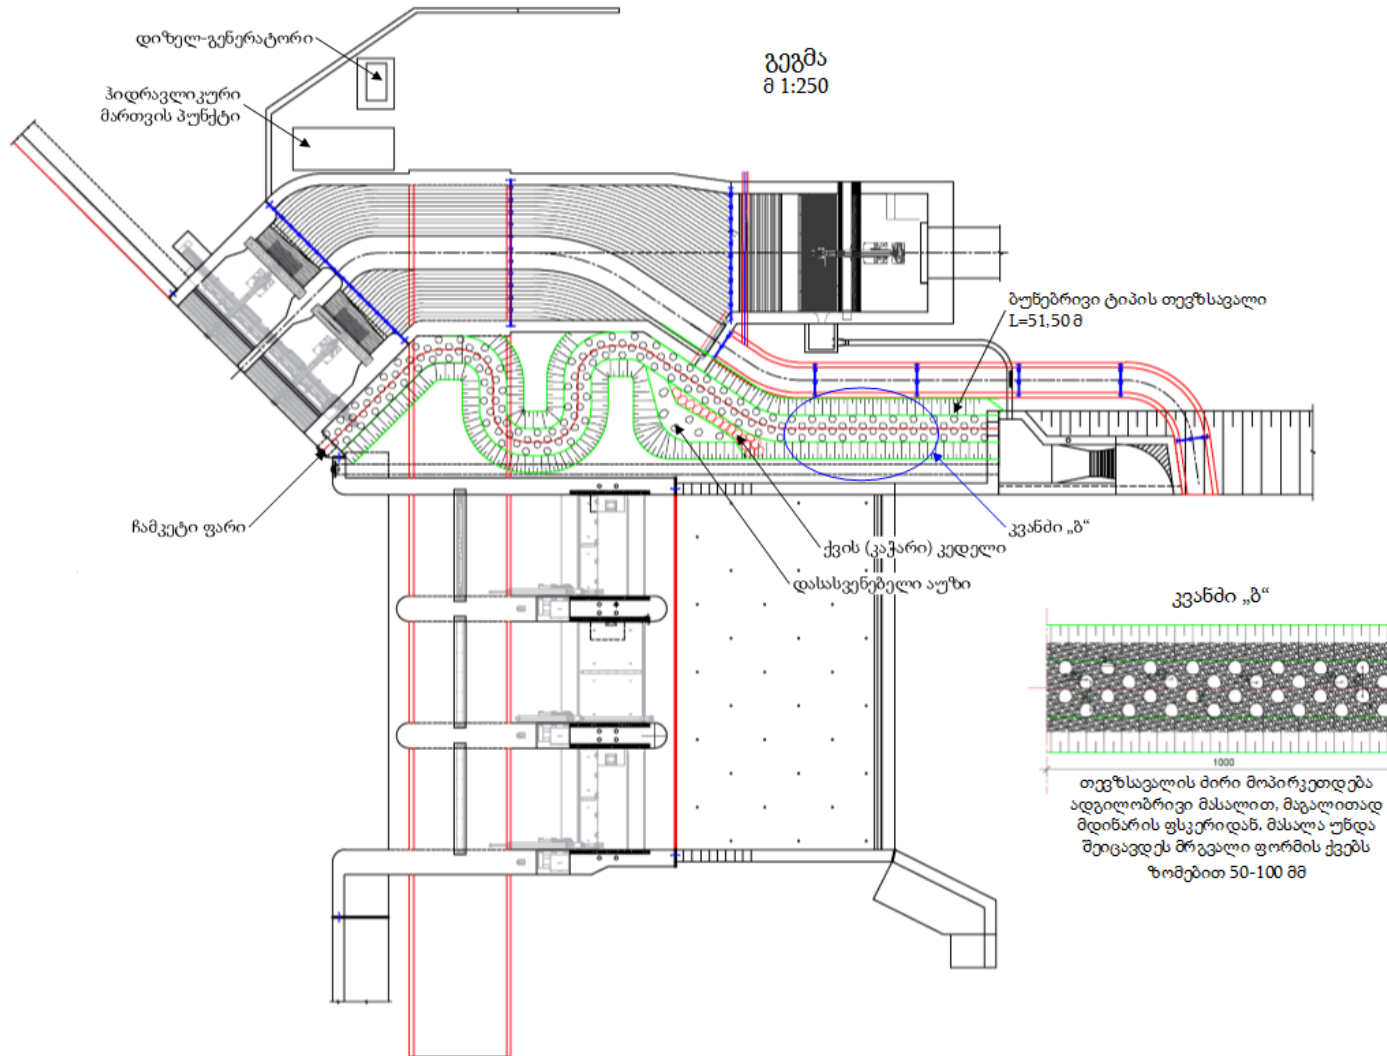 გეგმა
მ 1:250
დიზელ-გენერატორი
ჰიდრავლიკური
მართვის პუნქტი
ბუნებრივი ტიპის თევზსავალი
L=51,50 მ
ჩამკეტი ფარი
ქვის (კაჭარი) კედელი
დასასვენებელი აუზი
კვანძი „ბ“
კვანძი „ბ“
1000
თევზსავალის ძირი მოპირკეთდება
ადგილობრივი მასალით, მაგალითად
მდინარის ფსკერიდან. მასალა უნდა
შეიცავდეს მრგვალი ფორმის ქვებს
ზომებით 50-100 მმ